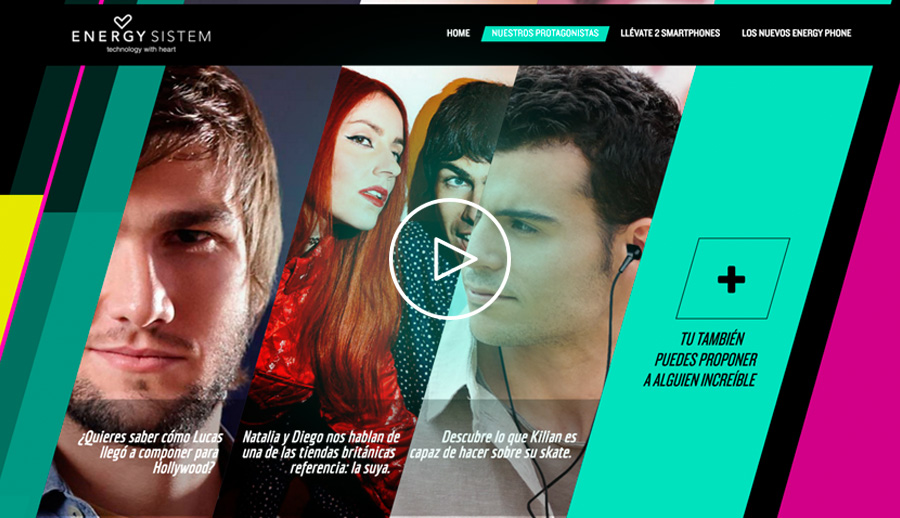 ENERGY SISTEM
technology with heart
HOME
NUESTROS PROTAGONISTAS
LLÉVATE 2 SMARTPHONES
LOS NUEVOS ENERGY PHONE
¿Quieres saber cómo Lucas
llegó a componer para
Hollywood?
Natalia y Diego nos hablan de
una de las tiendas británicas
referencia: la suya.
Descubre lo que Kilian es
capaz de hacer sobre su skate.
TU TAMBIÉN
PUEDES PROPONER
A ALGUIEN INCREÍBLE